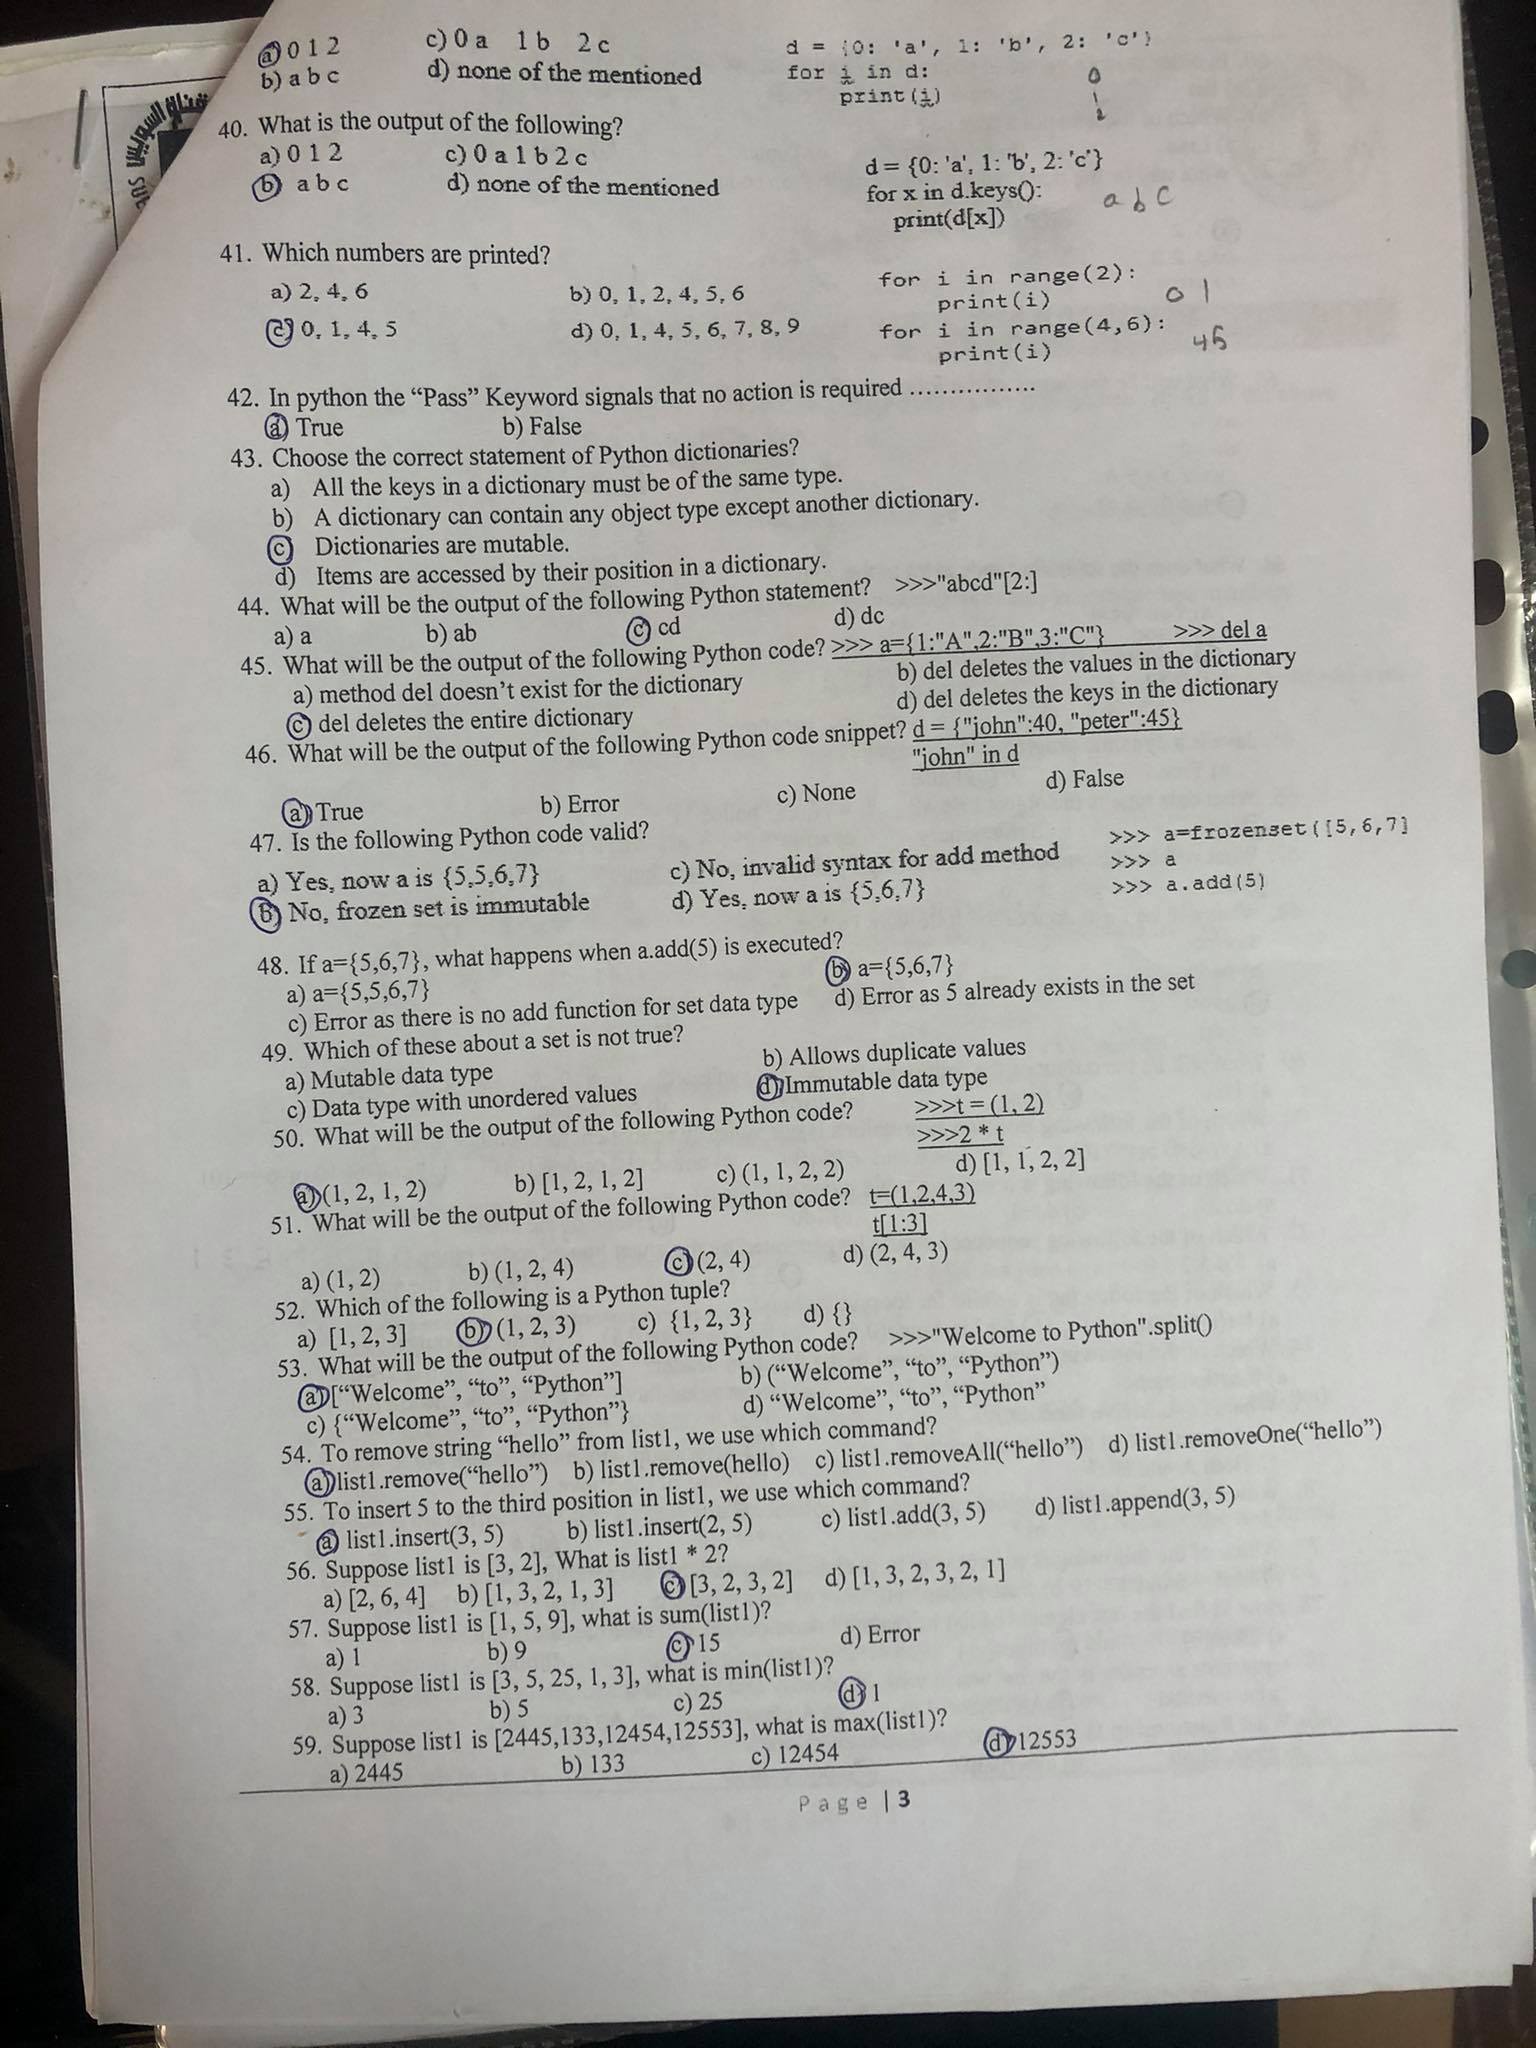 a) 0 1 2 c) 0 a 1 b 2 c d = {0: 'a', 1: 'b', 2: 'c'}
b) a b c d) none of the mentioned for i in d:
print(i)
0
1
2
40. What is the output of the following?
a) 0 1 2 c) 0 a 1 b 2 c d = {0: 'a', 1: 'b', 2: 'c'}
b) a b c d) none of the mentioned for x in d.keys():
print(d[x])
a b c
41. Which numbers are printed?
a) 2, 4, 6 b) 0, 1, 2, 4, 5, 6 for i in range(2):
print(i) 0 1
c) 0, 1, 4, 5 d) 0, 1, 4, 5, 6, 7, 8, 9 for i in range(4,6):
print(i) 4 5
42. In python the “Pass” Keyword signals that no action is required ................
a) True b) False
43. Choose the correct statement of Python dictionaries?
a) All the keys in a dictionary must be of the same type.
b) A dictionary can contain any object type except another dictionary.
c) Dictionaries are mutable.
d) Items are accessed by their position in a dictionary.
44. What will be the output of the following Python statement? >>>"abcd"[2:]
a) a b) ab c) cd d) dc
45. What will be the output of the following Python code? >>> a={1:"A",2:"B",3:"C"} >>> del a
a) method del doesn’t exist for the dictionary b) del deletes the values in the dictionary
c) del deletes the entire dictionary d) del deletes the keys in the dictionary
46. What will be the output of the following Python code snippet? d = {"john":40, "peter":45}
"john" in d
a) True b) Error c) None d) False
47. Is the following Python code valid? >>> a=frozenset([5,6,7]
a) Yes, now a is {5,5,6,7} c) No, invalid syntax for add method >>> a
b) No, frozen set is immutable d) Yes, now a is {5,6,7} >>> a.add(5)
48. If a={5,6,7}, what happens when a.add(5) is executed?
a) a={5,5,6,7} b) a={5,6,7}
c) Error as there is no add function for set data type d) Error as 5 already exists in the set
49. Which of these about a set is not true?
a) Mutable data type b) Allows duplicate values
c) Data type with unordered values d) Immutable data type
50. What will be the output of the following Python code? >>>t = (1, 2)
>>>2 * t
a) (1, 2, 1, 2) b) [1, 2, 1, 2] c) (1, 1, 2, 2) d) [1, 1, 2, 2]
51. What will be the output of the following Python code? t=(1,2,4,3)
t[1:3]
a) (1, 2) b) (1, 2, 4) c) (2, 4) d) (2, 4, 3)
52. Which of the following is a Python tuple?
a) [1, 2, 3] b) (1, 2, 3) c) {1, 2, 3} d) {}
53. What will be the output of the following Python code? >>>"Welcome to Python".split()
a) [“Welcome”, “to”, “Python”] b) (“Welcome”, “to”, “Python”)
c) {“Welcome”, “to”, “Python”} d) “Welcome”, “to”, “Python”
54. To remove string “hello” from list1, we use which command?
a) list1.remove(“hello”) b) list1.remove(hello) c) list1.removeAll(“hello”) d) list1.removeOne(“hello”)
55. To insert 5 to the third position in list1, we use which command?
a) list1.insert(3, 5) b) list1.insert(2, 5) c) list1.add(3, 5) d) list1.append(3, 5)
56. Suppose list1 is [3, 2], What is list1 * 2?
a) [2, 6, 4] b) [1, 3, 2, 1, 3] c) [3, 2, 3, 2] d) [1, 3, 2, 3, 2, 1]
57. Suppose list1 is [1, 5, 9], what is sum(list1)?
a) 1 b) 9 c) 15 d) Error
58. Suppose list1 is [3, 5, 25, 1, 3], what is min(list1)?
a) 3 b) 5 c) 25 d) 1
59. Suppose list1 is [2445,133,12454,12553], what is max(list1)?
a) 2445 b) 133 c) 12454 d) 12553
Page | 3